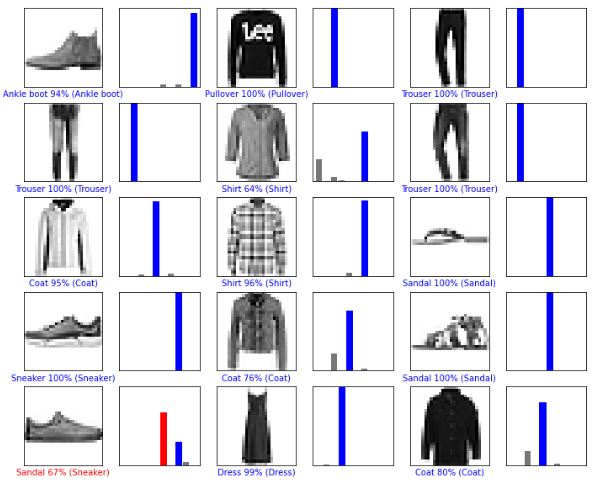 Lee
Ankle boot 94% (Ankle boot)
Pullover 100% (Pullover)
Trouser 100% (Trouser)
Trouser 100% (Trouser)
Shirt 64% (Shirt)
Trouser 100% (Trouser)
Coat 95% (Coat)
Shirt 96% (Shirt)
Sandal 100% (Sandal)
Sneaker 100% (Sneaker)
Coat 76% (Coat)
Sandal 100% (Sandal)
Sandal 67% (Sneaker)
Dress 99% (Dress)
Coat 80% (Coat)